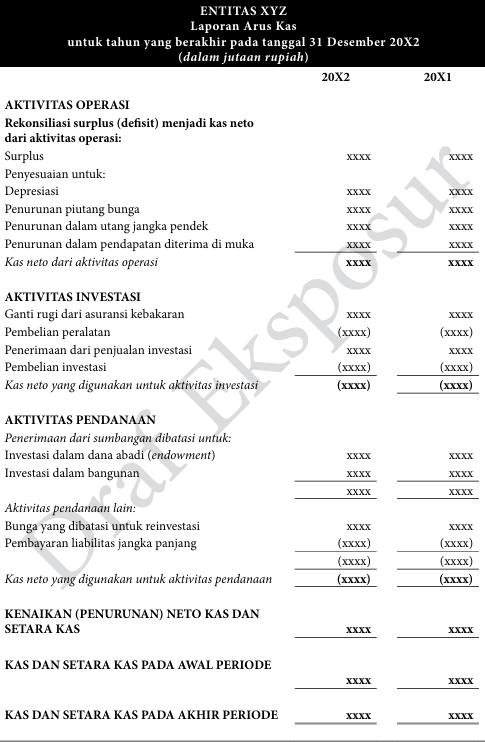 ENTITAS XYZ
Laporan Arus Kas
untuk tahun yang berakhir pada tanggal 31 Desember 20X2
(dalam jutaan rupiah)
20X2 20X1
AKTIVITAS OPERASI
Rekonsiliasi surplus (defisit) menjadi kas neto
dari aktivitas operasi:
Surplus xxxx xxxx
Penyesuaian untuk:
Depresiasi xxxx xxxx
Penurunan piutang bunga xxxx xxxx
Penurunan dalam utang jangka pendek xxxx xxxx
Penurunan dalam pendapatan diterima di muka xxxx xxxx
Kas neto dari aktivitas operasi xxxx xxxx
AKTIVITAS INVESTASI
Ganti rugi dari asuransi kebakaran xxxx xxxx
Pembelian peralatan (xxxx) (xxxx)
Penerimaan dari penjualan investasi xxxx xxxx
Pembelian investasi (xxxx) (xxxx)
Kas neto yang digunakan untuk aktivitas investasi (xxxx) (xxxx)
AKTIVITAS PENDANAAN
Penerimaan dari sumbangan dibatasi untuk:
Investasi dalam dana abadi (endowment) xxxx xxxx
Investasi dalam bangunan xxxx xxxx
xxxx xxxx
Aktivitas pendanaan lain:
Bunga yang dibatasi untuk reinvestasi xxxx xxxx
Pembayaran liabilitas jangka panjang (xxxx) (xxxx)
(xxxx) (xxxx)
Kas neto yang digunakan untuk aktivitas pendanaan (xxxx) (xxxx)
KENAIKAN (PENURUNAN) NETO KAS DAN
SETARA KAS xxxx xxxx
KAS DAN SETARA KAS PADA AWAL PERIODE
xxxx xxxx
KAS DAN SETARA KAS PADA AKHIR PERIODE xxxx xxxx
Draf Eksposur